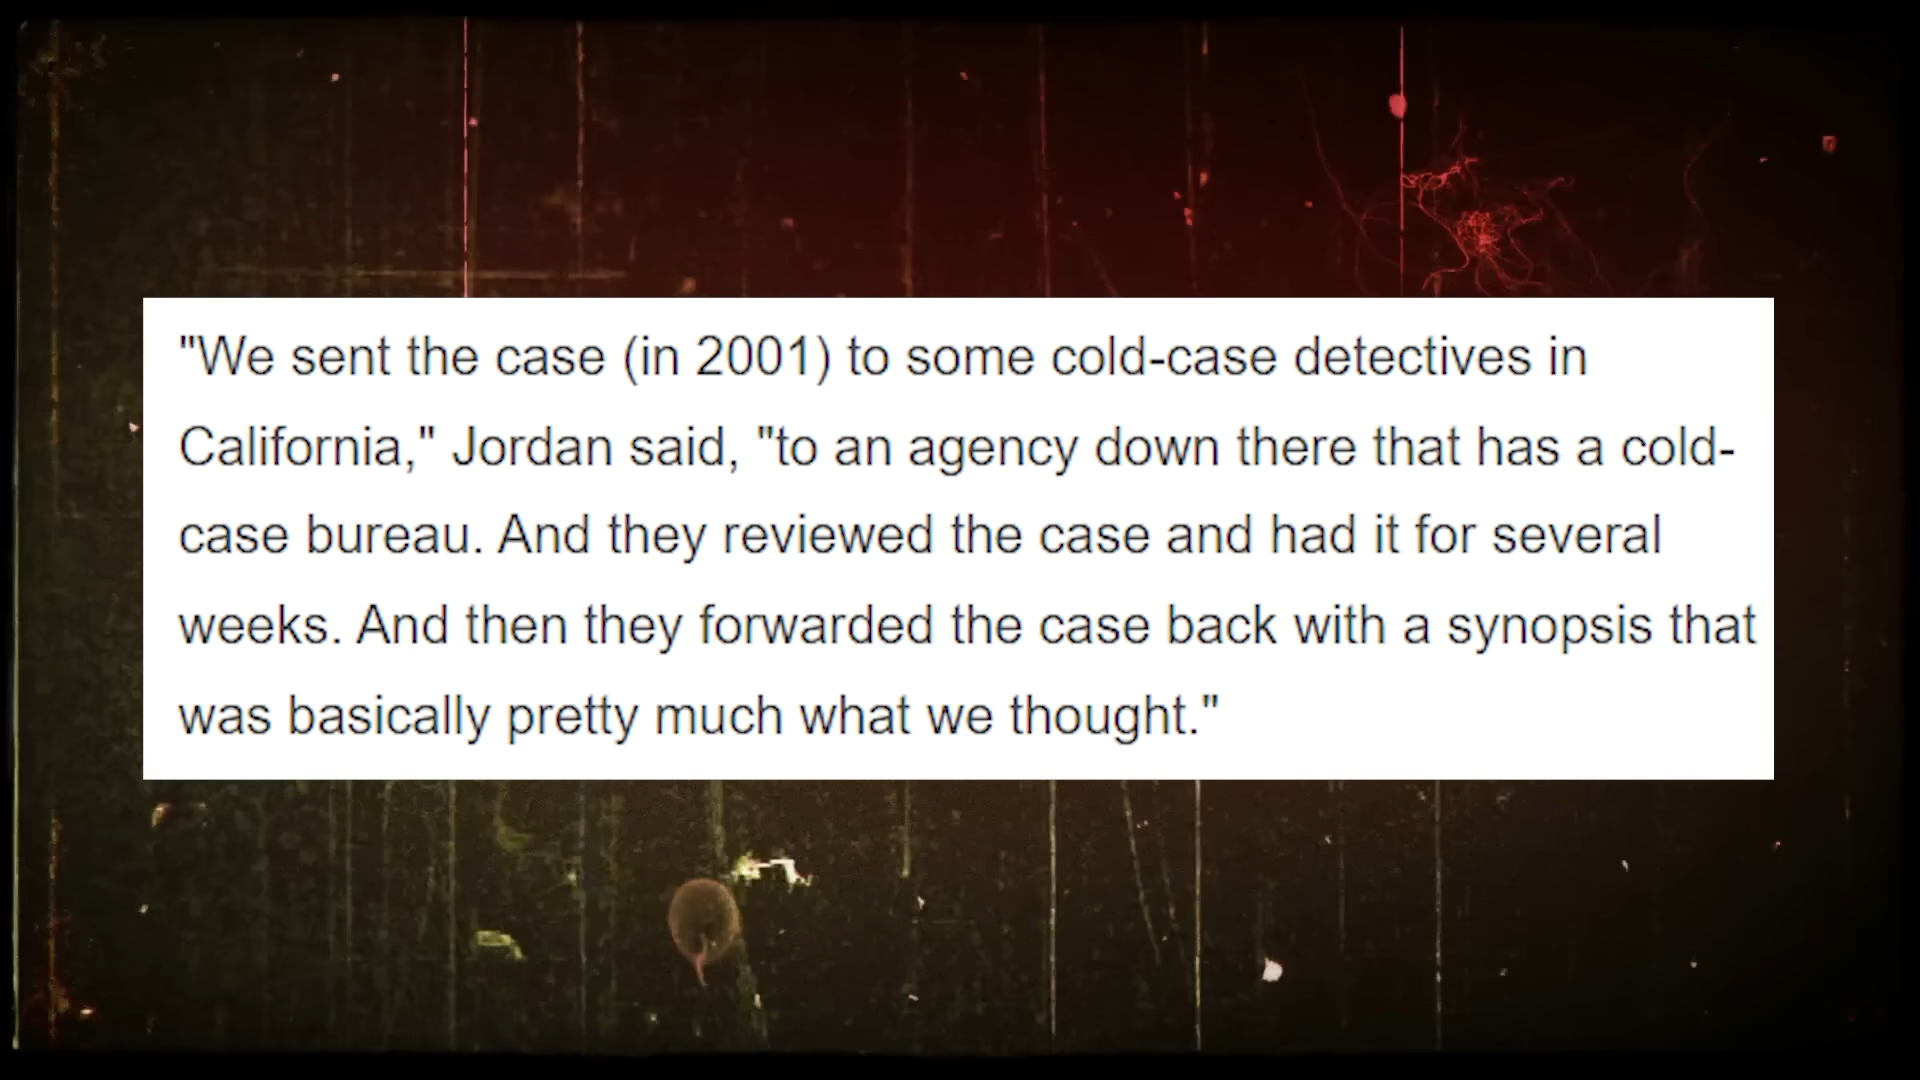 "We sent the case (in 2001) to some cold-case detectives in
California," Jordan said, "to an agency down there that has a cold-
case bureau. And they reviewed the case and had it for several
weeks. And then they forwarded the case back with a synopsis that
was basically pretty much what we thought."